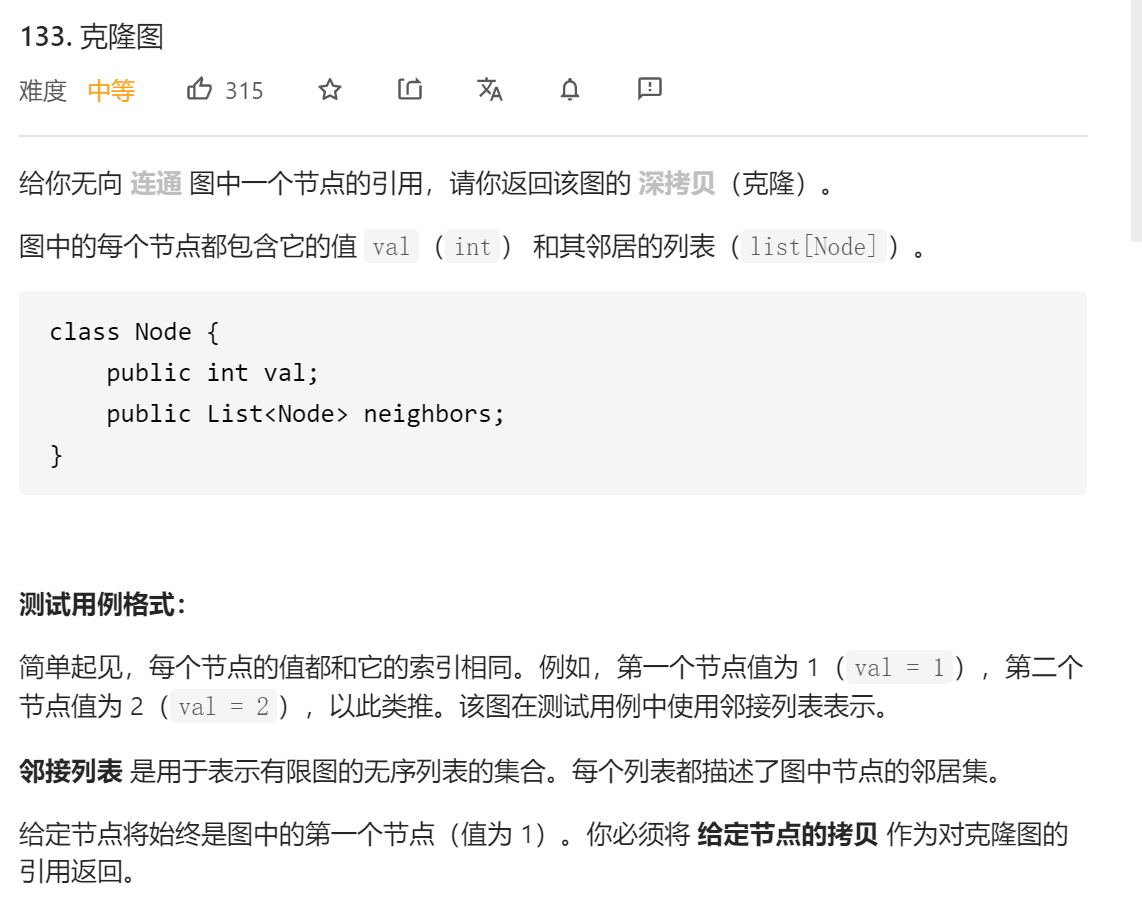 133. 克隆图
难度 中等 315
给你无向 连通 图中一个节点的引用，请你返回该图的 深拷贝（克隆）。
图中的每个节点都包含它的值 val（int） 和其邻居的列表（list[Node]）。
class Node {
    public int val;
    public List<Node> neighbors;
}
测试用例格式：
简单起见，每个节点的值都和它的索引相同。例如，第一个节点值为 1（val = 1），第二个
节点值为 2（val = 2），以此类推。该图在测试用例中使用邻接列表表示。
邻接列表 是用于表示有限图的无序列表的集合。每个列表都描述了图中节点的邻居集。
给定节点将始终是图中的第一个节点（值为 1）。你必须将 给定节点的拷贝 作为对克隆图的
引用返回。